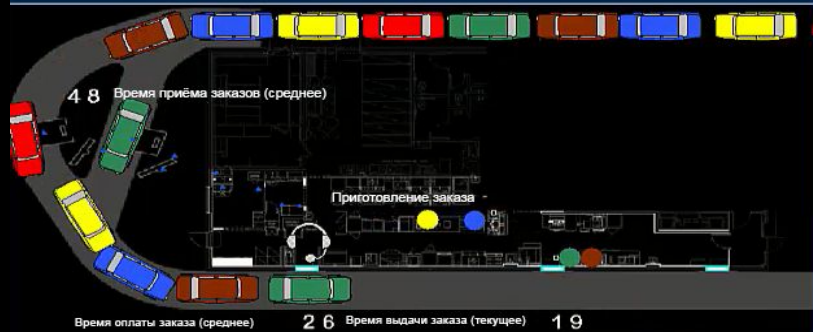 4 8 Время приёма заказов (среднее)
Приготовление заказа -
Время оплаты заказа (среднее) 2 6 Время выдачи заказа (текущее) 1 9